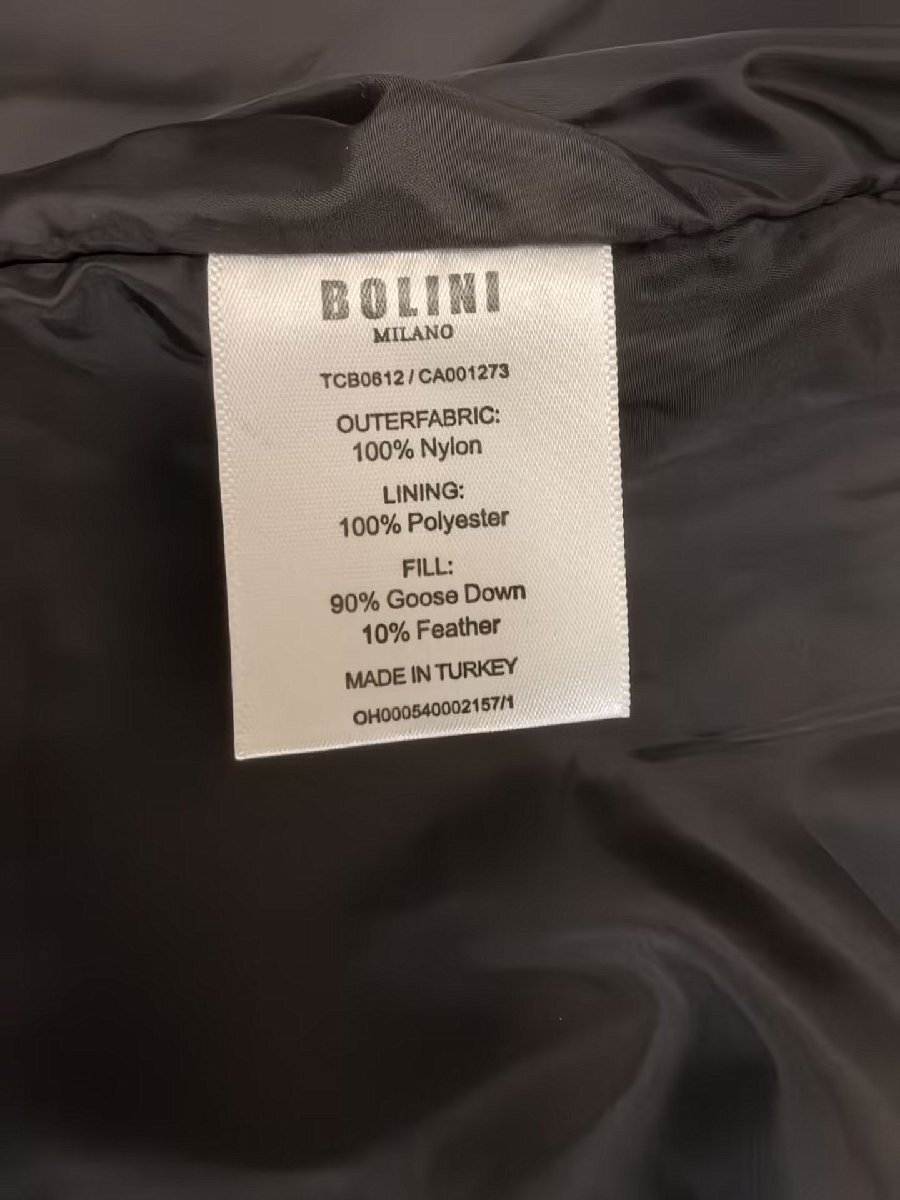 BOLINI
MILANO
TCB0612 / CA001273
OUTERFABRIC:
100% Nylon
LINING:
100% Polyester
FILL:
90% Goose Down
10% Feather
MADE IN TURKEY
OH000540002157/1